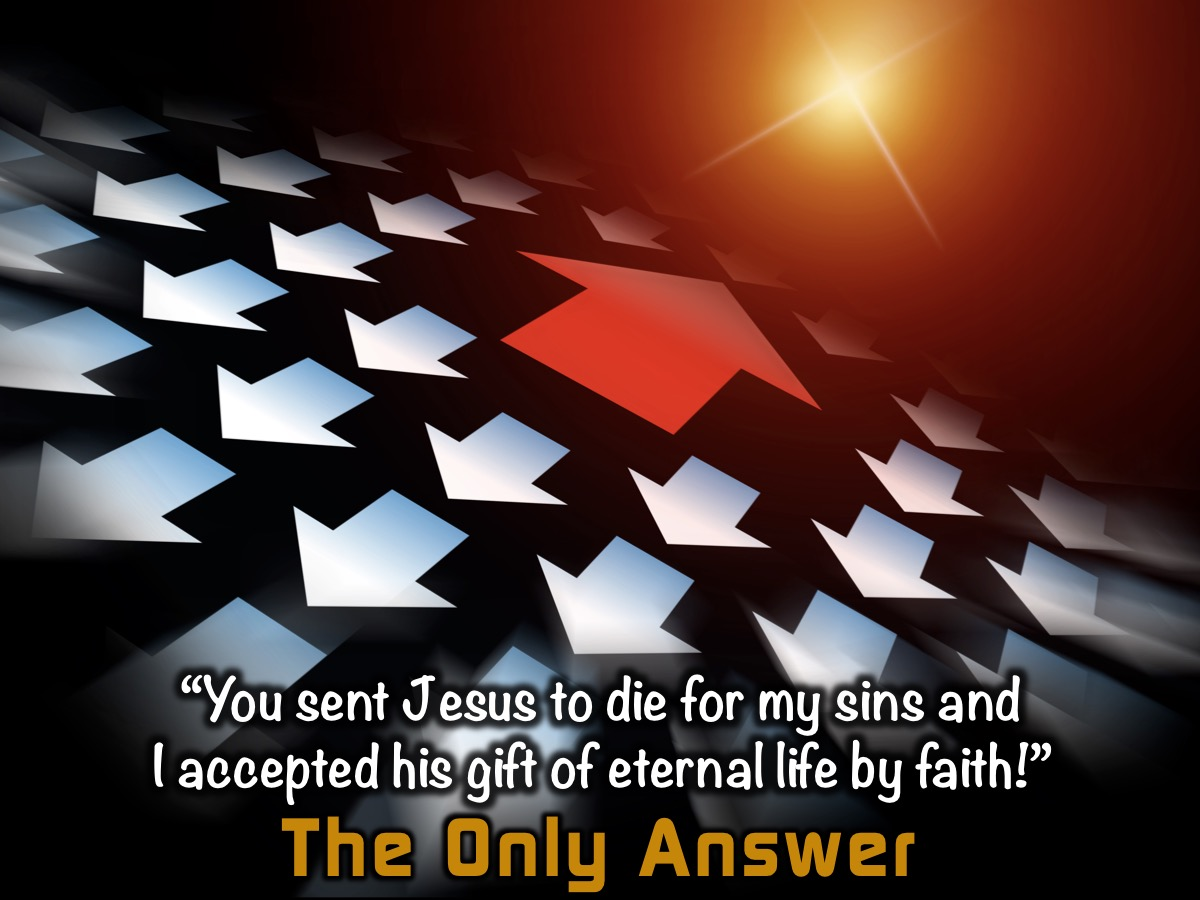 “You sent Jesus to die for my sins and
I accepted his gift of eternal life by faith!”
The Only Answer